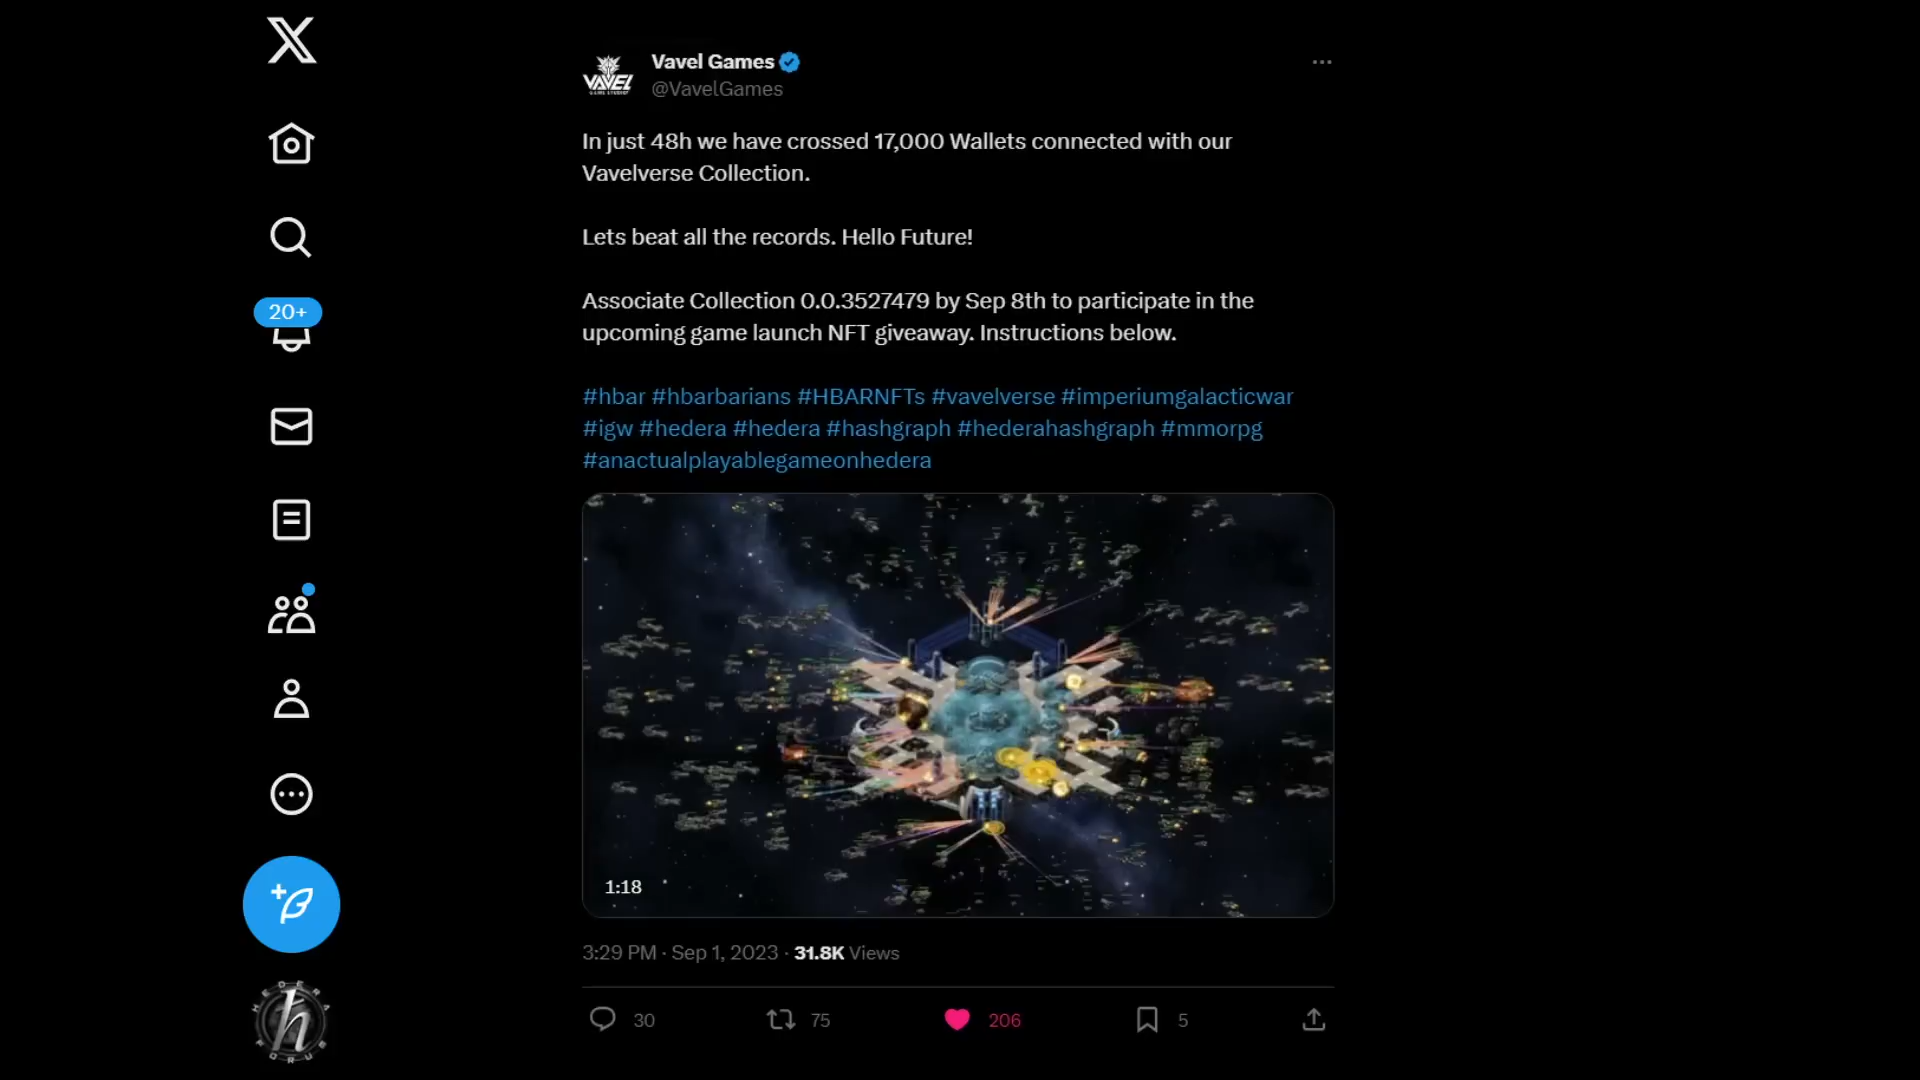 Vavel Games
@VavelGames
VAVEL
In just 48h we have crossed 17,000 Wallets connected with our
Vavelverse Collection.
Lets beat all the records. Hello Future!
Associate Collection 0.0.3527479 by Sep 8th to participate in the
upcoming game launch NFT giveaway. Instructions below.
#hbar #hbarbarians #HBARNFTs #vavelverse #imperiumgalacticwar
#igw #hedera #hedera #hashgraph #hederahashgraph #mmorpg
#anactualplayablegameonhedera
20+
1:18
3:29 PM · Sep 1, 2023 · 31.8K Views
30 75 206 5
HEDERA
ħ
FORUB